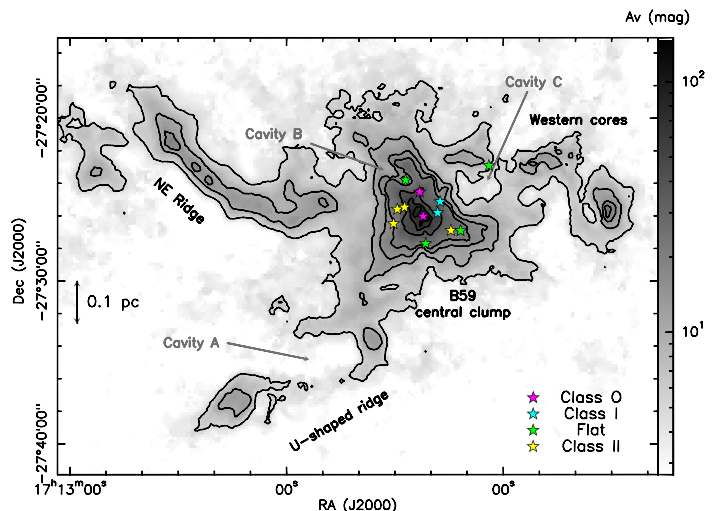 Av (mag)
10²
10¹
Cavity C
Cavity B
Western cores
NE Ridge
B59
central clump
0.1 pc
Cavity A
U-shaped ridge
Class 0
Class I
Flat
Class II
Dec (J2000)
−27°20'00"
−27°30'00"
−27°40'00"
17ʰ13ᵐ00ˢ
00ˢ
00ˢ
RA (J2000)